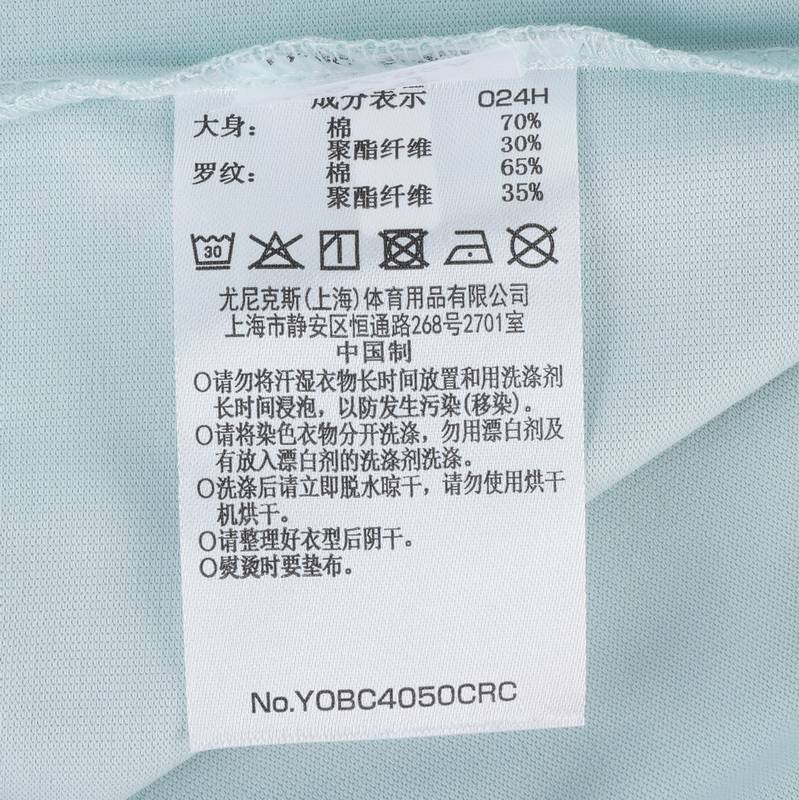 成分表示 024H
大身： 棉 70%
聚酯纤维 30%
罗纹： 棉 65%
聚酯纤维 35%
30
尤尼克斯(上海)体育用品有限公司
上海市静安区恒通路268号2701室
中国制
○请勿将汗湿衣物长时间放置和用洗涤剂
长时间浸泡，以防发生污染(移染)。
○请将染色衣物分开洗涤，勿用漂白剂及
有放入漂白剂的洗涤剂洗涤。
○洗涤后请立即脱水晾干，请勿使用烘干
机烘干。
○请整理好衣型后阴干。
○熨烫时要垫布。
No.YOBC4050CRC